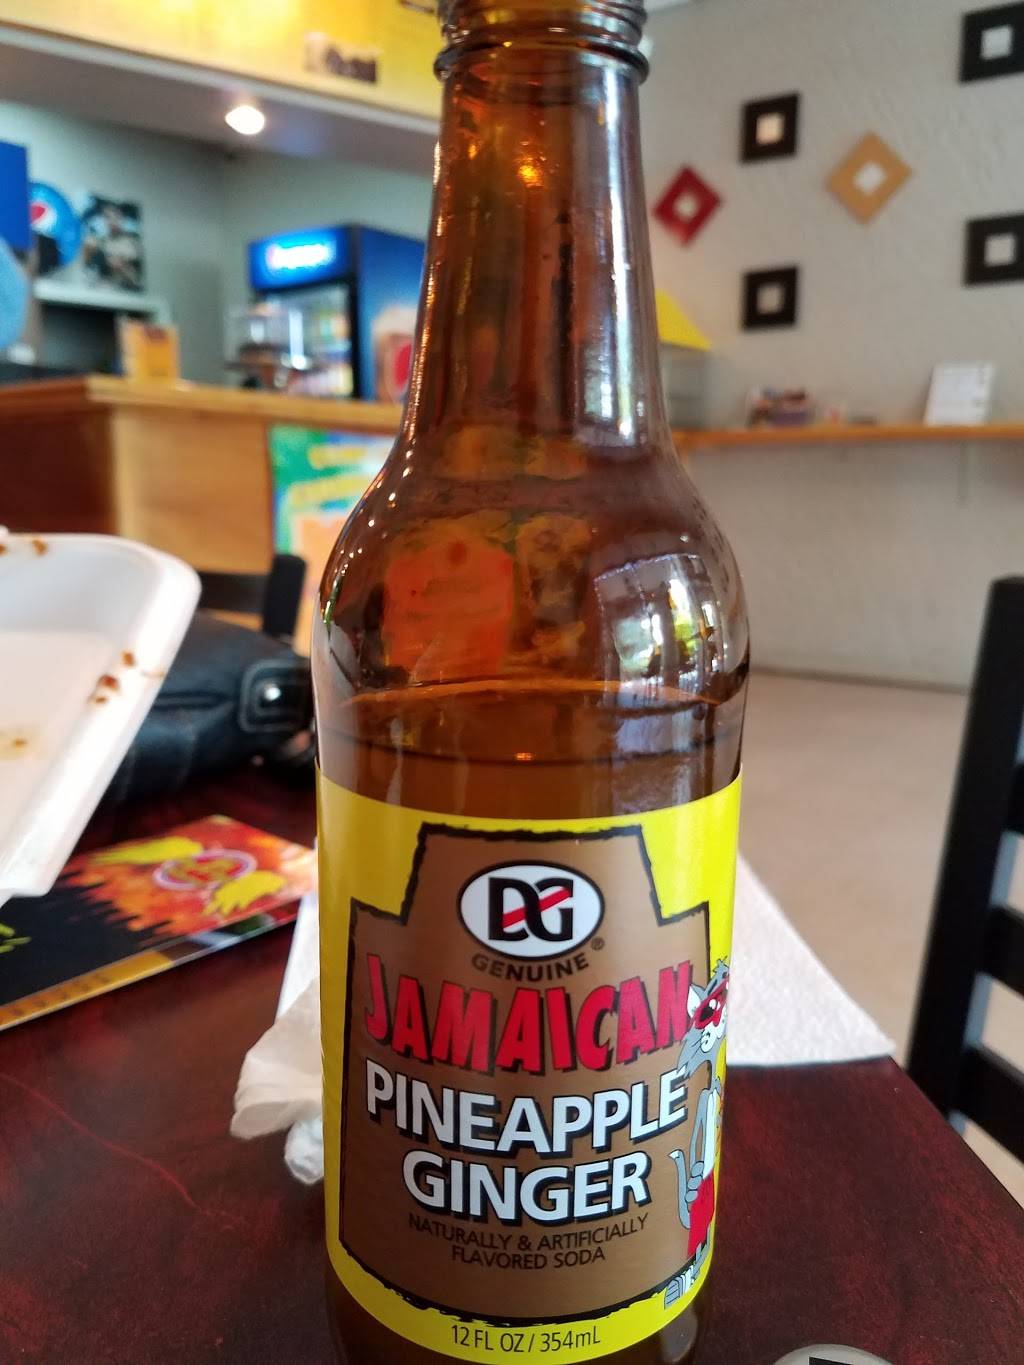 DG
GENUINE®
JAMAICAN
PINEAPPLE
GINGER
NATURALLY & ARTIFICIALLY
FLAVORED SODA
12 FL OZ / 354mL